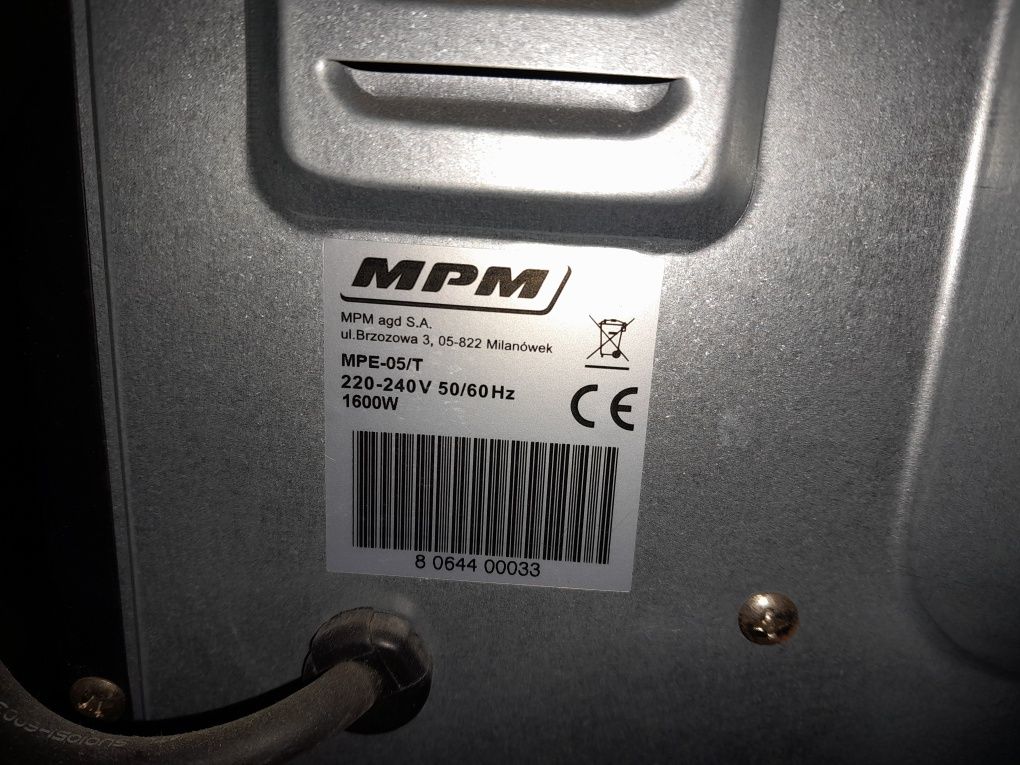 MPM
MPM agd S.A.
ul.Brzozowa 3, 05-822 Milanówek
MPE-05/T
220-240V 50/60Hz
1600W
CE
8 0644 00033